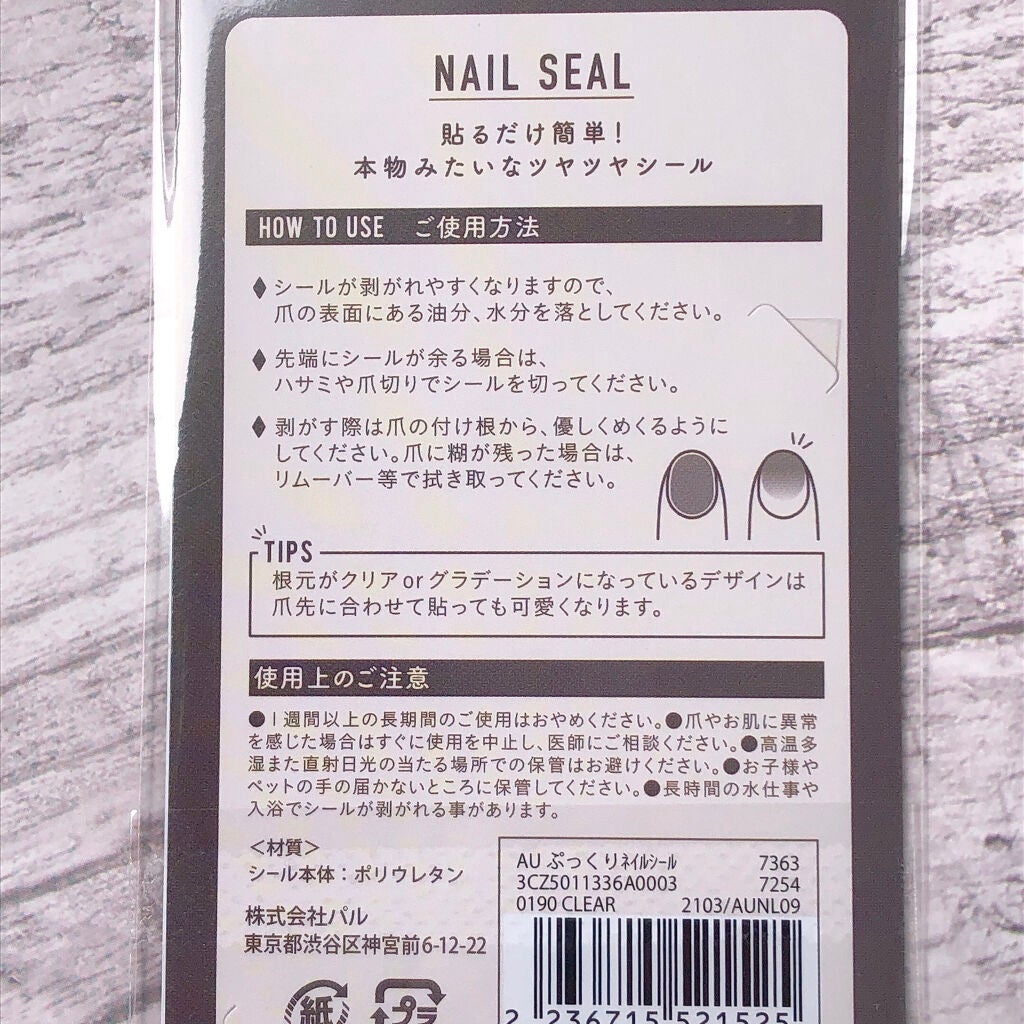 NAIL SEAL
貼るだけ簡単!
本物みたいなツヤツヤシール
HOW TO USE ご使用方法
◆シールが剥がれやすくなりますので、
爪の表面にある油分、水分を落としてください。
◆先端にシールが余る場合は、
ハサミや爪切りでシールを切ってください。
◆剥がす際は爪の付け根から、優しくめくるように
してください。爪に糊が残った場合は、
リムーバー等で拭き取ってください。
TIPS
根元がクリアorグラデーションになっているデザインは
爪先に合わせて貼っても可愛くなります。
使用上のご注意
●1週間以上の長期間のご使用はおやめください。●爪やお肌に異常
を感じた場合はすぐに使用を中止し、医師にご相談ください。●高温多
湿また直射日光の当たる場所での保管はお避けください。●お子様や
ペットの手の届かないところに保管してください。●長時間の水仕事や
入浴でシールが剥がれる事があります。
<材質>
シール本体：ポリウレタン
株式会社パル
東京都渋谷区神宮前6-12-22
紙 プラ
AU ぷっくりネイルシール 7363
3CZ5011336A0003 7254
0190 CLEAR 2103/AUNL09
2 236715 521525